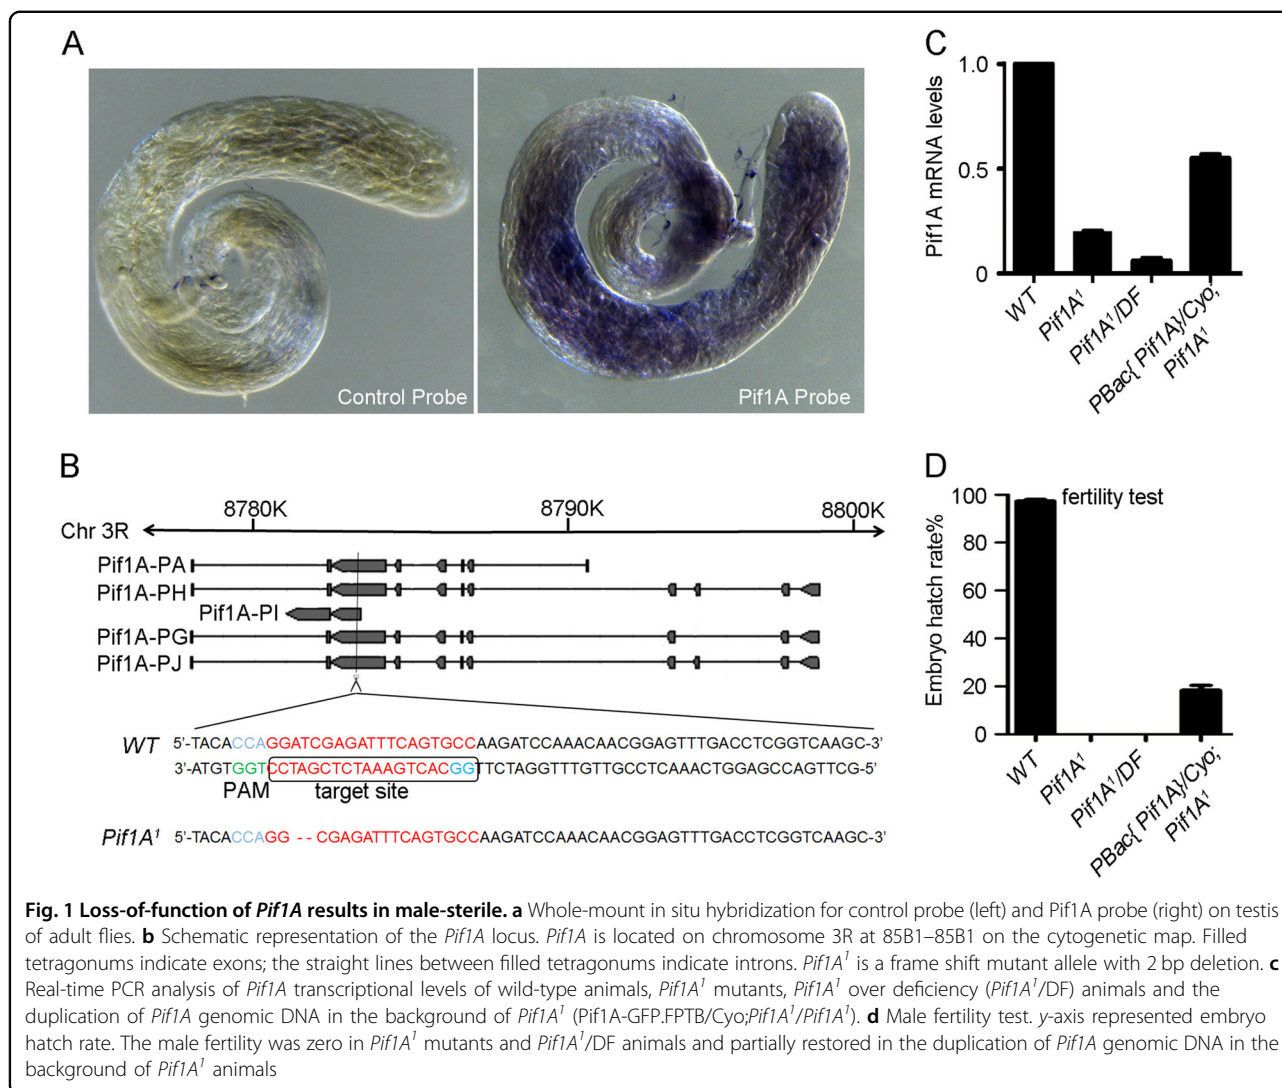 A
Control Probe
Pif1A Probe
B
8780K
8790K
8800K
Chr 3R
Pif1A-PA
Pif1A-PH
Pif1A-PI
Pif1A-PG
Pif1A-PJ
WT 5'-TACACCAGGATCGAGATTTCAGTGCCAAGATCCAAACAACGGAGTTTGACCTCGGTCAAGC-3'
3'-ATGTGGTCCTAGCTCTAAAGTCACGGTTCTAGGTTTGTTGCCTCAAACTGGAGCCAGTTCG-5'
PAM target site
Pif1A¹ 5'-TACACCAGG --CGAGATTTCAGTGCCAAGATCCAAACAACGGAGTTTGACCTCGGTCAAGC-3'
C
Pif1A mRNA levels
1.0
0.5
0
WT
Pif1A¹
Pif1A¹/DF
PBac{ Pif1A}/Cyo;
Pif1A¹
D
fertility test
Embryo hatch rate%
100
80
60
40
20
0
WT
Pif1A¹
Pif1A¹/DF
PBac{ Pif1A}/Cyo;
Pif1A¹
Fig. 1 Loss-of-function of Pif1A results in male-sterile. a Whole-mount in situ hybridization for control probe (left) and Pif1A probe (right) on testis
of adult flies. b Schematic representation of the Pif1A locus. Pif1A is located on chromosome 3R at 85B1–85B1 on the cytogenetic map. Filled
tetragonums indicate exons; the straight lines between filled tetragonums indicate introns. Pif1A¹ is a frame shift mutant allele with 2 bp deletion. c
Real-time PCR analysis of Pif1A transcriptional levels of wild-type animals, Pif1A¹ mutants, Pif1A¹ over deficiency (Pif1A¹/DF) animals and the
duplication of Pif1A genomic DNA in the background of Pif1A¹ (Pif1A-GFP.FPTB/Cyo;Pif1A¹/Pif1A¹). d Male fertility test. y-axis represented embryo
hatch rate. The male fertility was zero in Pif1A¹ mutants and Pif1A¹/DF animals and partially restored in the duplication of Pif1A genomic DNA in the
background of Pif1A¹ animals